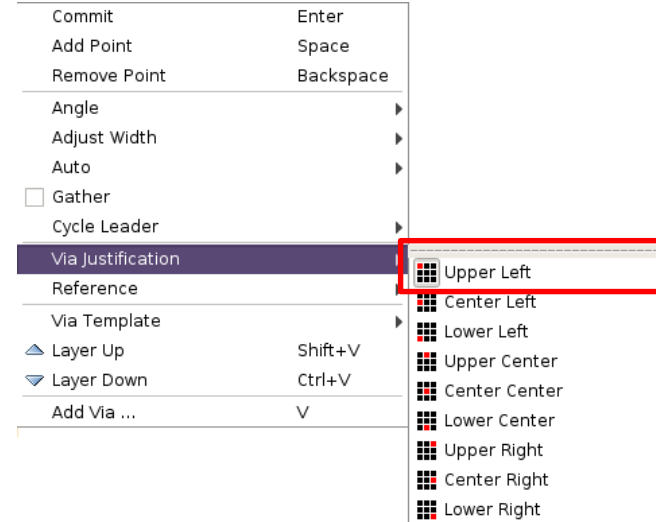 Commit Enter
Add Point Space
Remove Point Backspace
Angle
Adjust Width
Auto
Gather
Cycle Leader
Via Justification
Reference
Via Template
Layer Up Shift+V
Layer Down Ctrl+V
Add Via ... V
Upper Left
Center Left
Lower Left
Upper Center
Center Center
Lower Center
Upper Right
Center Right
Lower Right